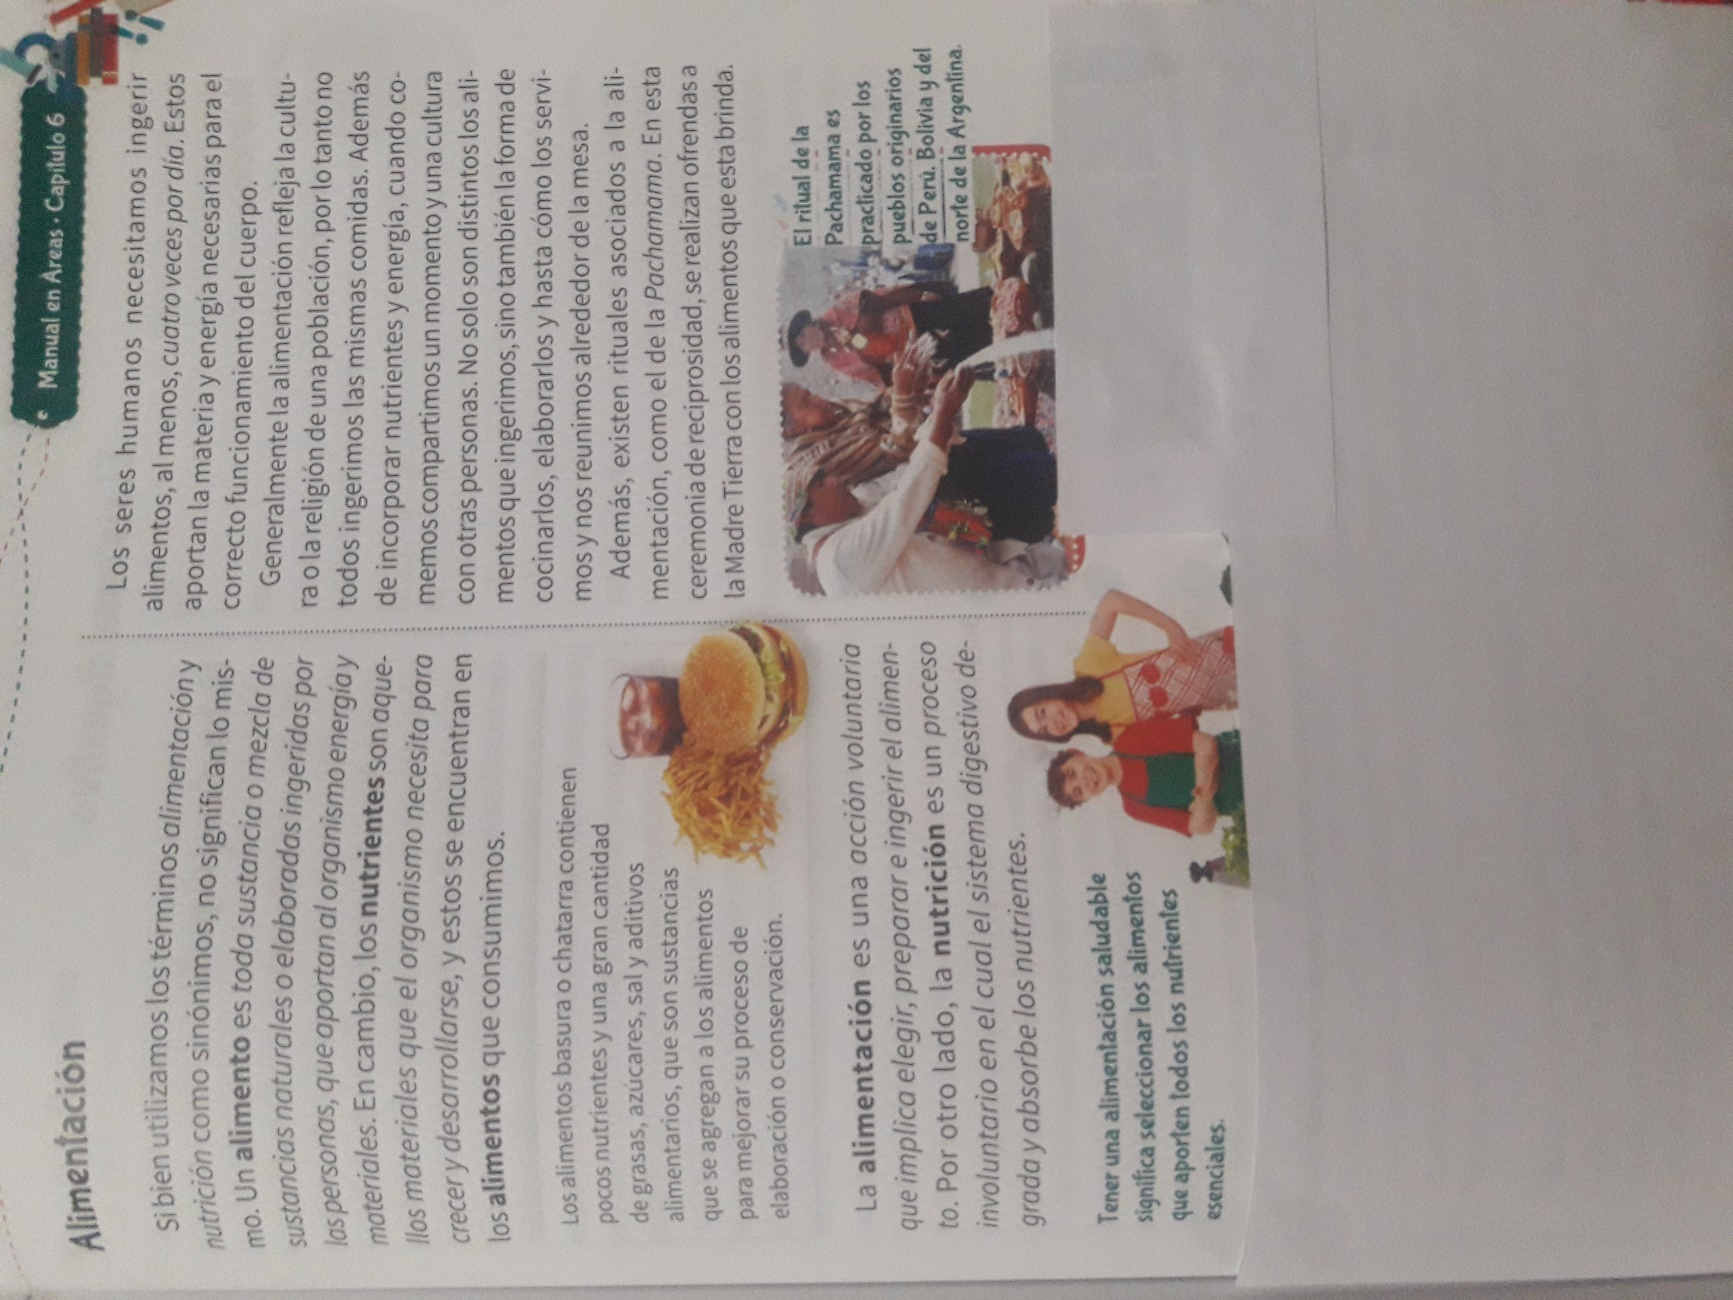 Manual en Áreas • Capítulo 6
Alimentación
Si bien utilizamos los términos alimentación y
nutrición como sinónimos, no significan lo mis-
mo. Un alimento es toda sustancia o mezcla de
sustancias naturales o elaboradas ingeridas por
las personas, que aportan al organismo energía y
materiales. En cambio, los nutrientes son aque-
llos materiales que el organismo necesita para
crecer y desarrollarse, y estos se encuentran en
los alimentos que consumimos.
Los alimentos basura o chatarra contienen
pocos nutrientes y una gran cantidad
de grasas, azúcares, sal y aditivos
alimentarios, que son sustancias
que se agregan a los alimentos
para mejorar su proceso de
elaboración o conservación.
La alimentación es una acción voluntaria
que implica elegir, preparar e ingerir el alimen-
to. Por otro lado, la nutrición es un proceso
involuntario en el cual el sistema digestivo de-
grada y absorbe los nutrientes.
Tener una alimentación saludable
significa seleccionar los alimentos
que aporten todos los nutrientes
esenciales.
Los seres humanos necesitamos ingerir
alimentos, al menos, cuatro veces por día. Estos
aportan la materia y energía necesarias para el
correcto funcionamiento del cuerpo.
Generalmente la alimentación refleja la cultu-
ra o la religión de una población, por lo tanto no
todos ingerimos las mismas comidas. Además
de incorporar nutrientes y energía, cuando co-
memos compartimos un momento y una cultura
con otras personas. No solo son distintos los ali-
mentos que ingerimos, sino también la forma de
cocinarlos, elaborarlos y hasta cómo los servi-
mos y nos reunimos alrededor de la mesa.
Además, existen rituales asociados a la ali-
mentación, como el de la Pachamama. En esta
ceremonia de reciprosidad, se realizan ofrendas a
la Madre Tierra con los alimentos que esta brinda.
El ritual de la
Pachamama es
practicado por los
pueblos originarios
de Perú, Bolivia y del
norte de la Argentina.